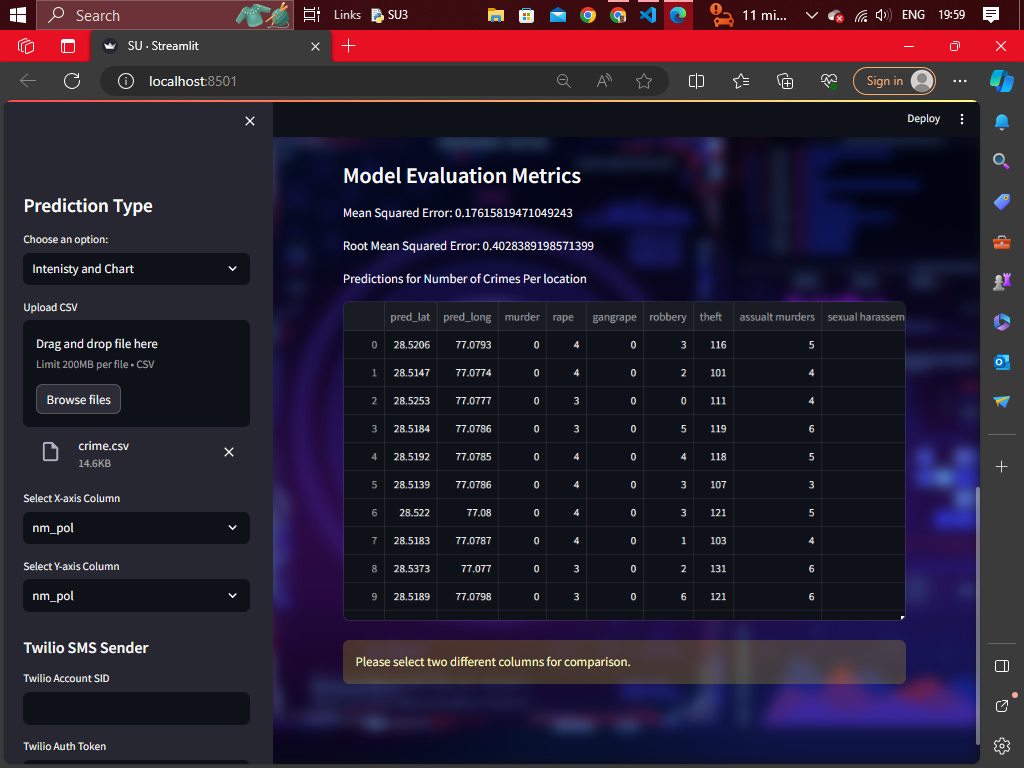 Search
Links
SU3
11 mi...
ENG
19:59
SU · Streamlit
localhost:8501
Sign in
Deploy
Prediction Type
Choose an option:
Intenisty and Chart
Upload CSV
Drag and drop file here
Limit 200MB per file • CSV
Browse files
crime.csv
14.6KB
Select X-axis Column
nm_pol
Select Y-axis Column
nm_pol
Twilio SMS Sender
Twilio Account SID
Twilio Auth Token
Model Evaluation Metrics
Mean Squared Error: 0.17615819471049243
Root Mean Squared Error: 0.4028389198571399
Predictions for Number of Crimes Per location
pred_lat pred_long murder rape gangrape robbery theft assualt murders sexual harassem
0 28.5206 77.0793 0 4 0 3 116 5
1 28.5147 77.0774 0 4 0 2 101 4
2 28.5253 77.0777 0 3 0 0 111 4
3 28.5184 77.0786 0 3 0 5 119 6
4 28.5192 77.0785 0 4 0 4 118 5
5 28.5139 77.0786 0 4 0 3 107 3
6 28.522 77.08 0 4 0 3 121 5
7 28.5183 77.0787 0 4 0 1 103 4
8 28.5373 77.077 0 3 0 2 131 6
9 28.5189 77.0798 0 3 0 6 121 6
Please select two different columns for comparison.